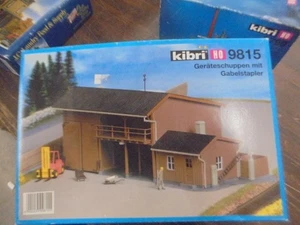 kibri H0 9815
Geräteschuppen mit
Gabelstapler
kibri